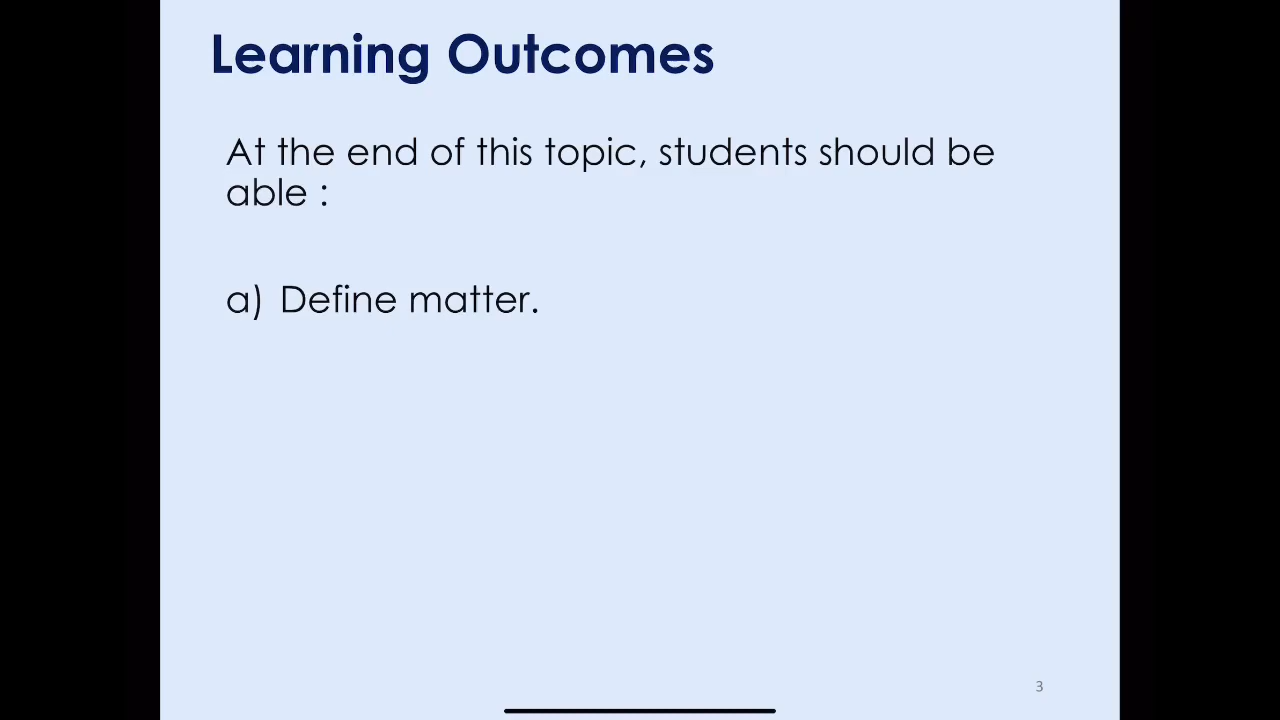 Learning Outcomes
At the end of this topic, students should be
able :
a) Define matter.
3